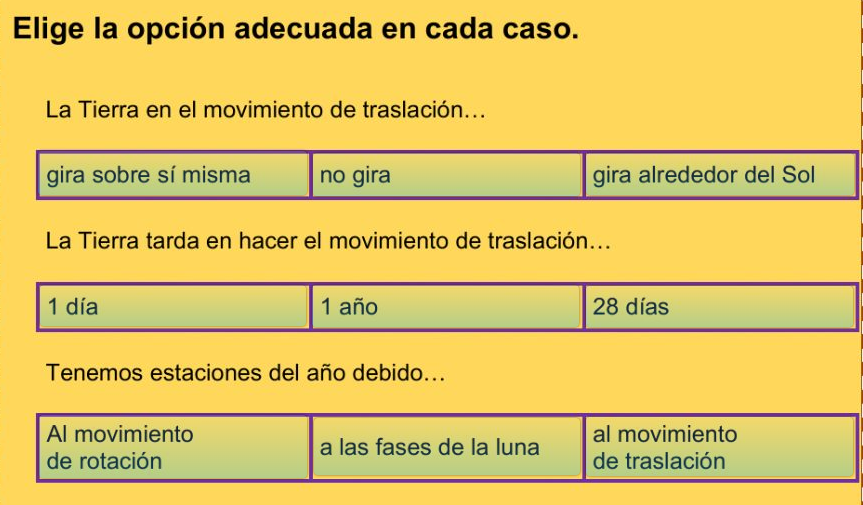 Elige la opción adecuada en cada caso.
La Tierra en el movimiento de traslación...
gira sobre sí misma
no gira
gira alrededor del Sol
La Tierra tarda en hacer el movimiento de traslación...
1 día
1 año
28 días
Tenemos estaciones del año debido...
Al movimiento
de rotación
a las fases de la luna
al movimiento
de traslación